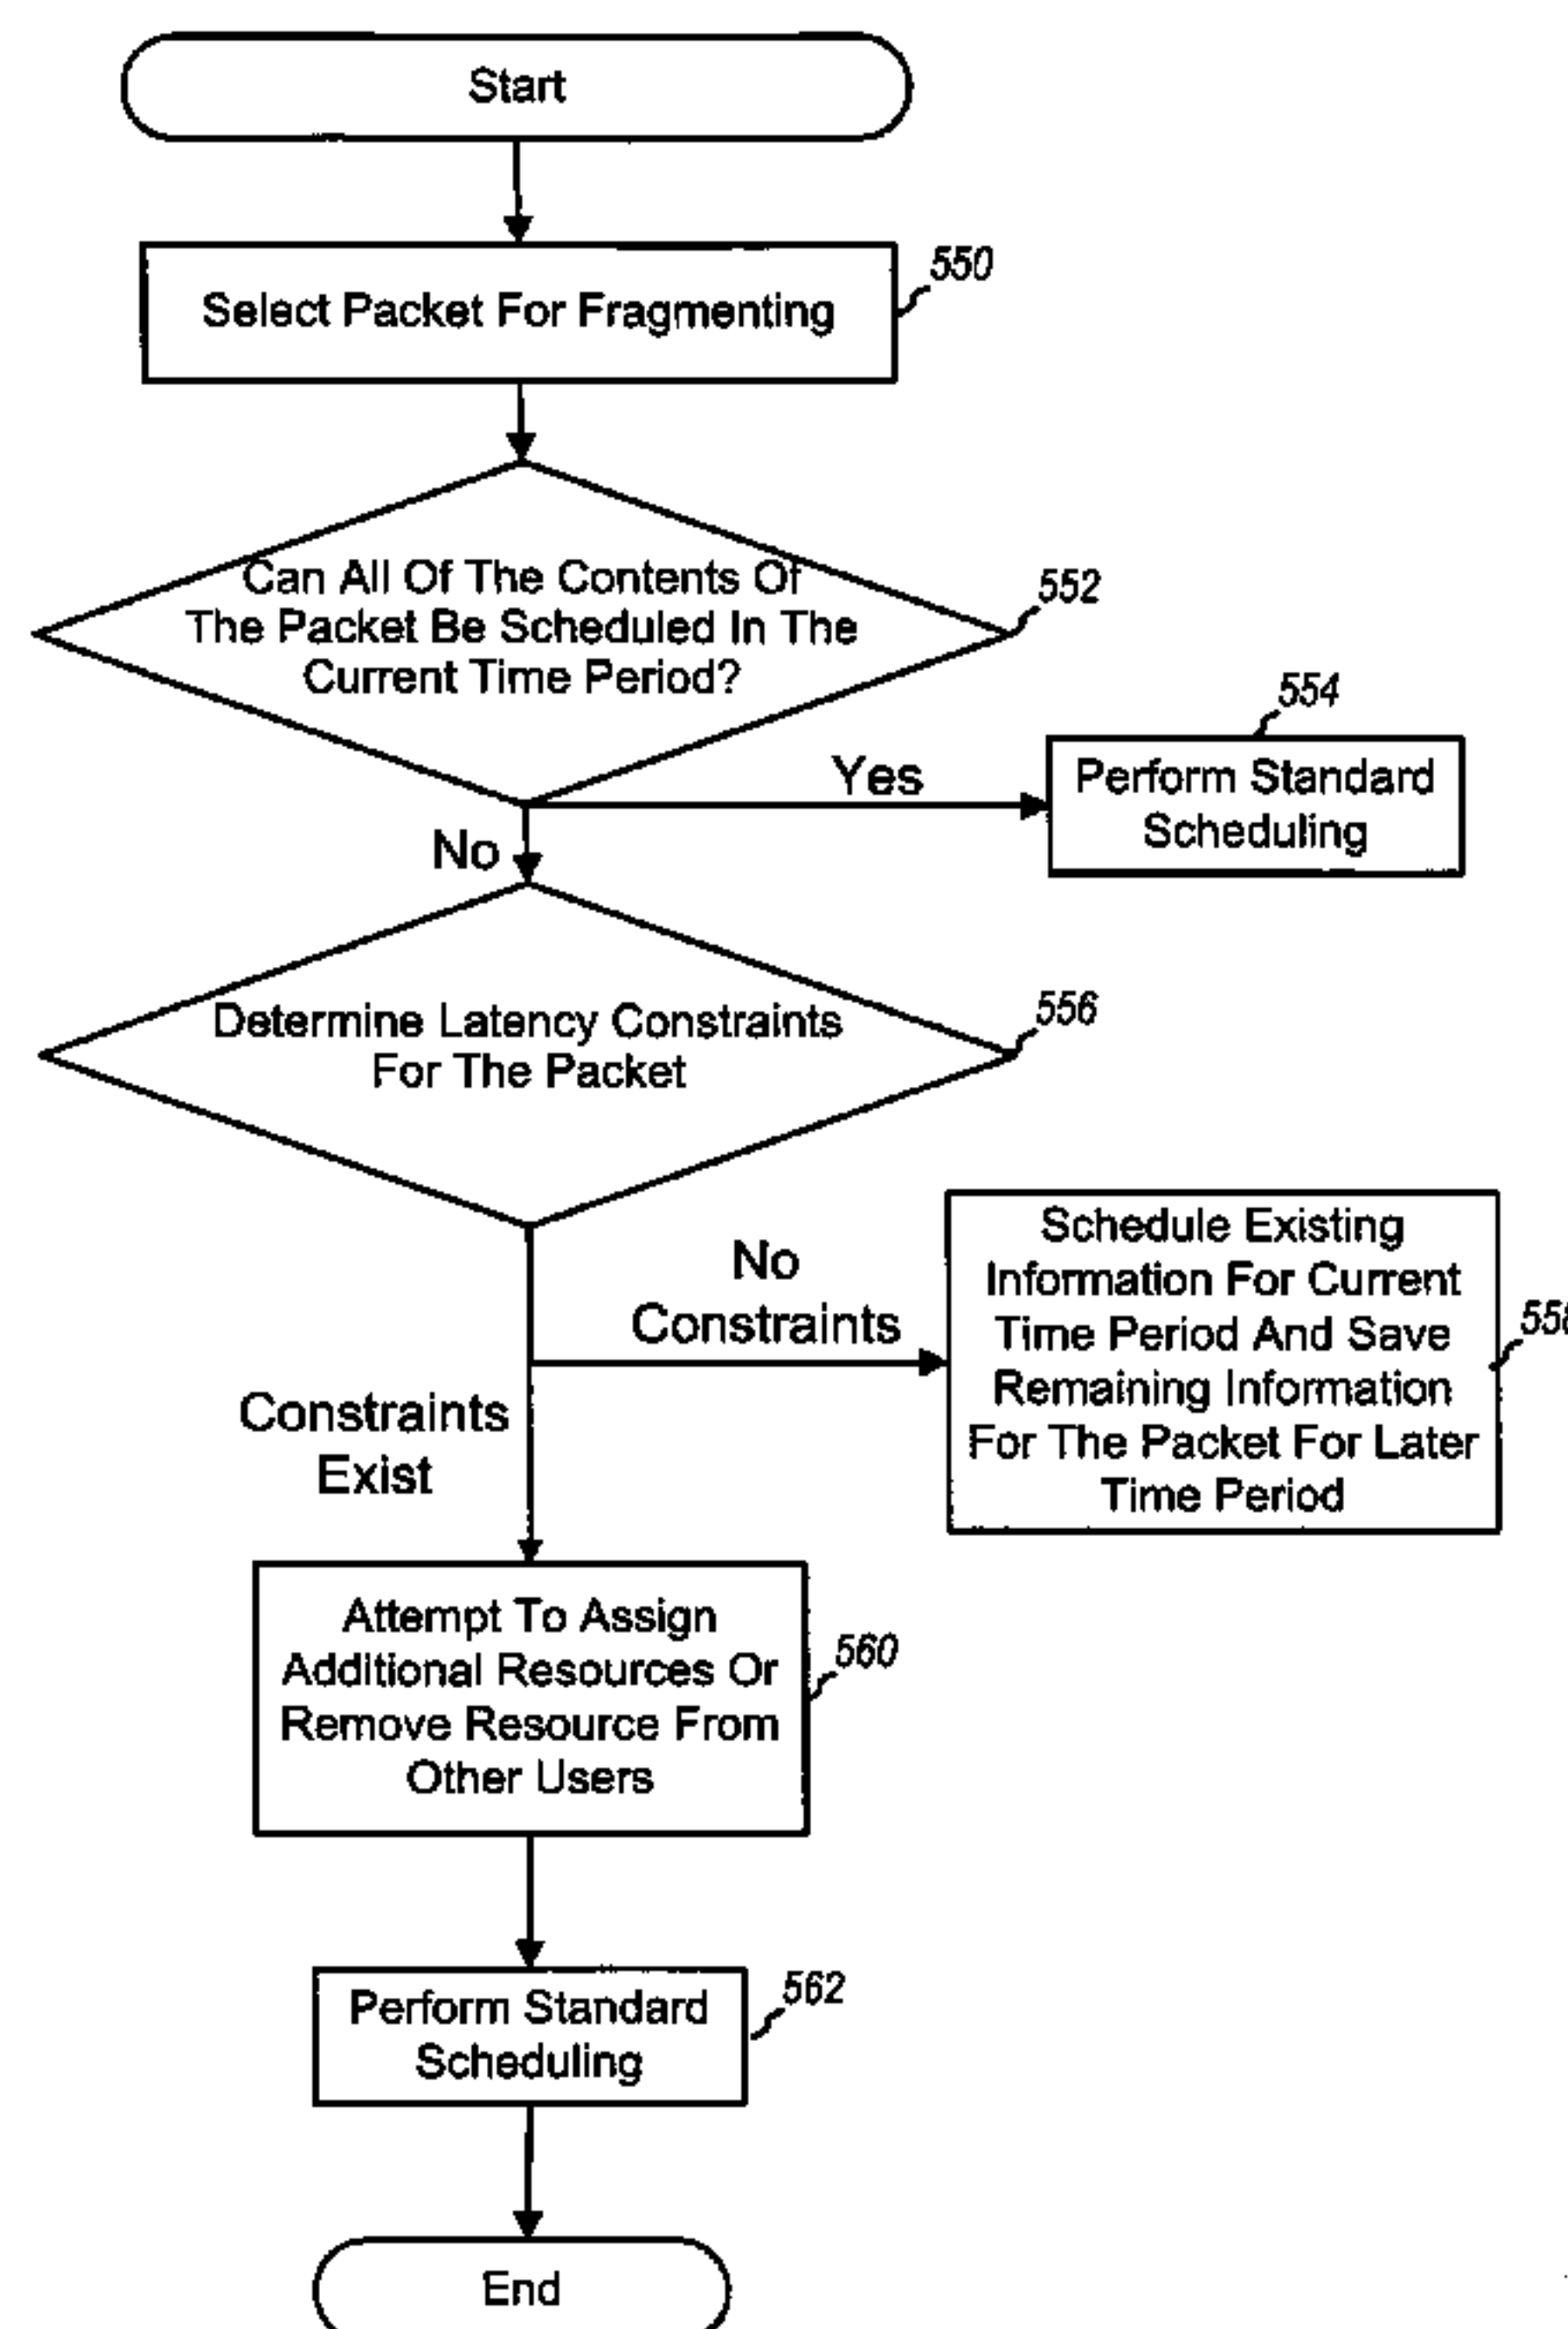 Start
Select Packet For Fragmenting
550
Can All Of The Contents Of
The Packet Be Scheduled In The
Current Time Period?
552
554
Yes
Perform Standard
Scheduling
No
Determine Latency Constraints
For The Packet
556
No
Constraints
Schedule Existing
Information For Current
Time Period And Save
Remaining Information
For The Packet For Later
Time Period
558
Constraints
Exist
Attempt To Assign
Additional Resources Or
Remove Resource From
Other Users
560
Perform Standard
Scheduling
562
End